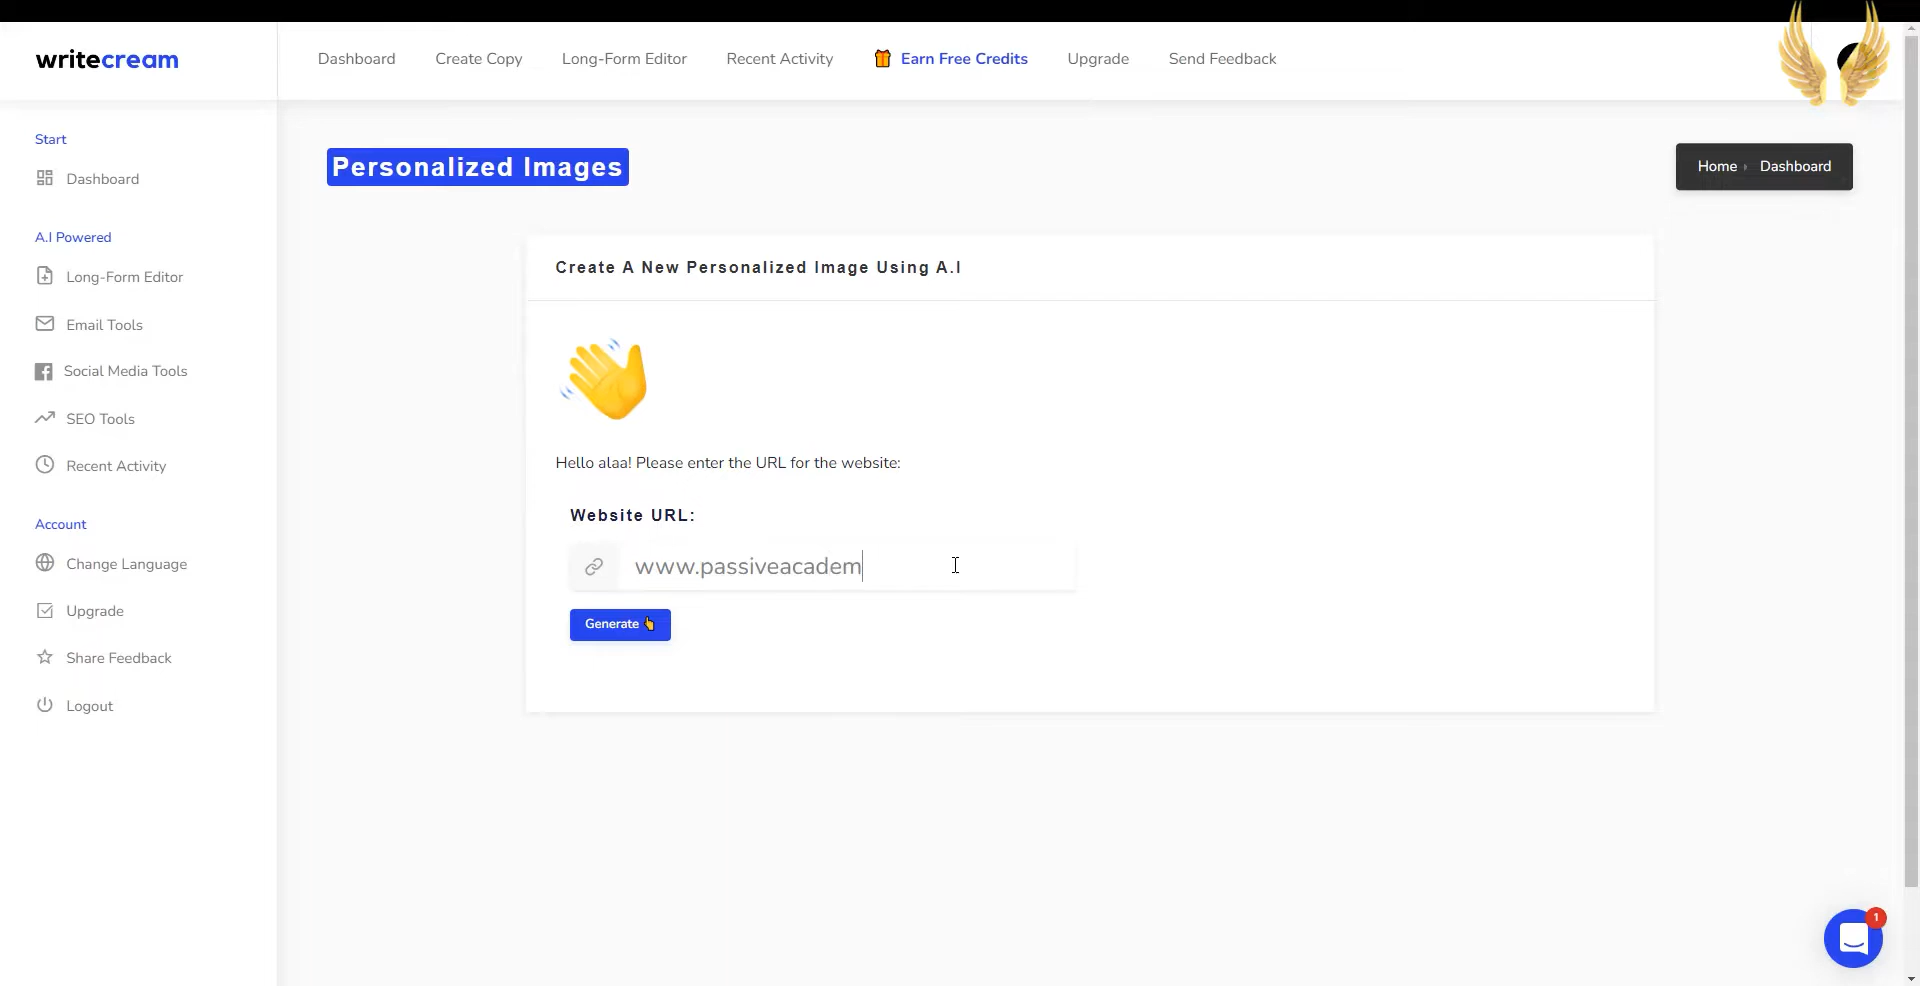 writecream
Dashboard Create Copy Long-Form Editor Recent Activity Earn Free Credits Upgrade Send Feedback
Start
Dashboard
A.I Powered
Long-Form Editor
Email Tools
Social Media Tools
SEO Tools
Recent Activity
Account
Change Language
Upgrade
Share Feedback
Logout
Personalized Images
Home Dashboard
Create A New Personalized Image Using A.I
Hello alaa! Please enter the URL for the website:
Website URL:
www.passiveacadem
Generate
1